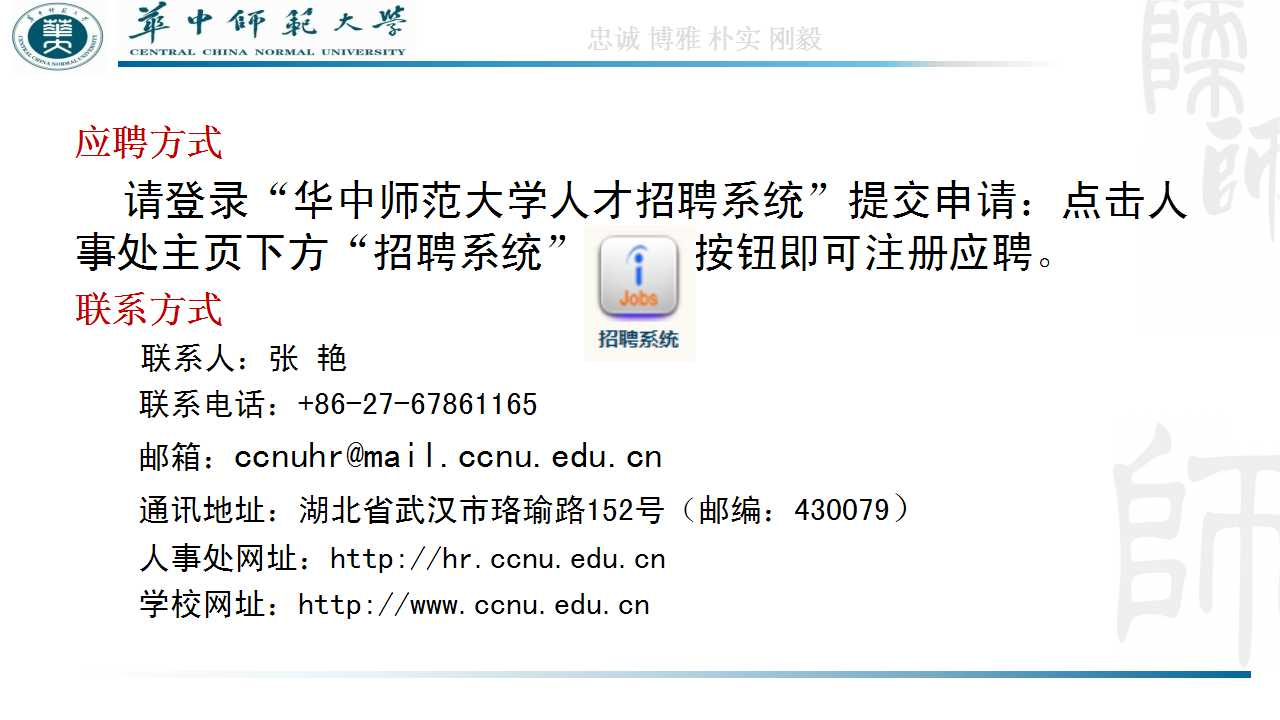 華中師範大學
CENTRAL CHINA NORMAL UNIVERSITY
忠诚 博雅 朴实 刚毅
应聘方式
请登录“华中师范大学人才招聘系统”提交申请：点击人
事处主页下方“招聘系统” 按钮即可注册应聘。
Jobs
招聘系统
联系方式
联系人：张 艳
联系电话：+86-27-67861165
邮箱：ccnuhr@mail.ccnu.edu.cn
通讯地址：湖北省武汉市珞瑜路152号（邮编：430079）
人事处网址：http://hr.ccnu.edu.cn
学校网址：http://www.ccnu.edu.cn
師
師
師